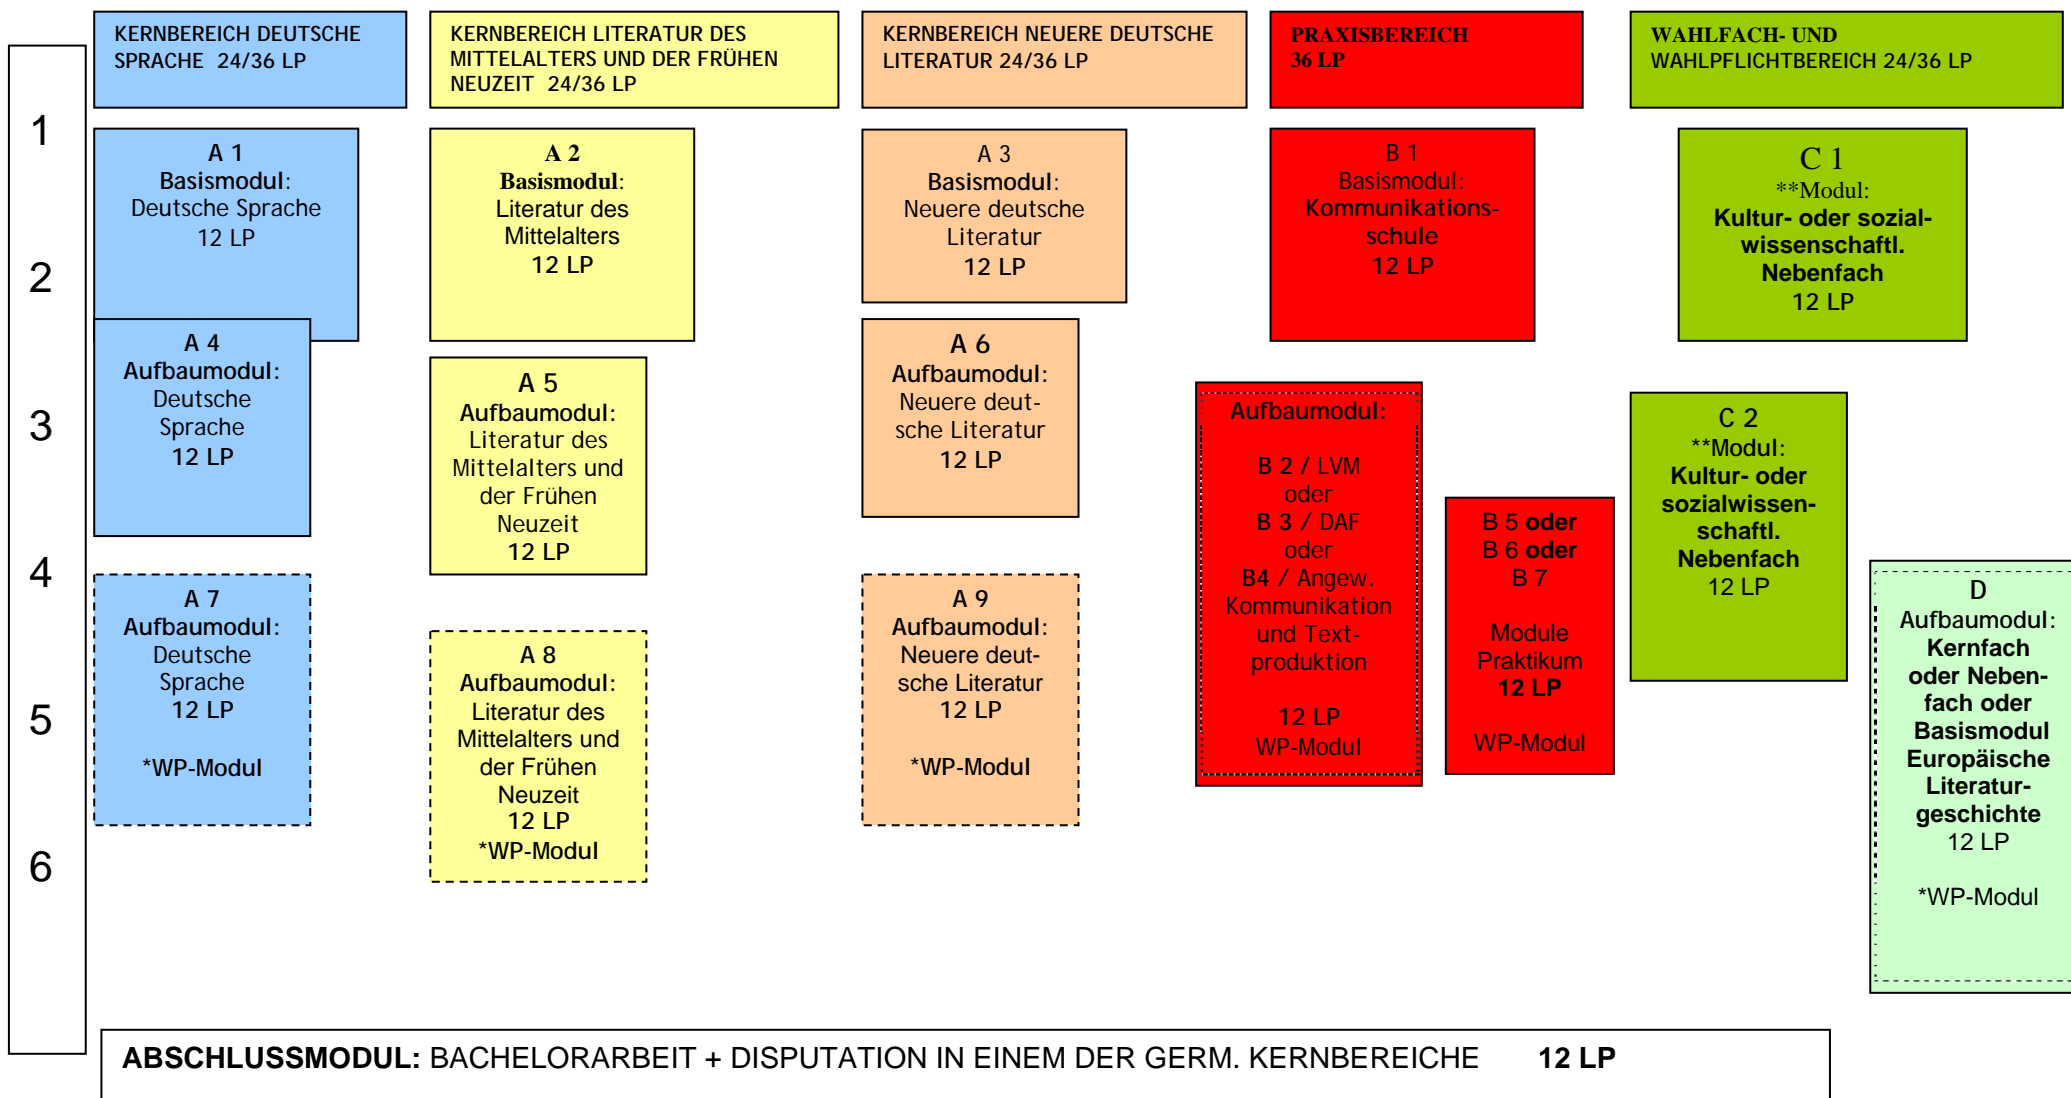 KERNBEREICH DEUTSCHE
SPRACHE 24/36 LP
KERNBEREICH LITERATUR DES
MITTELALTERS UND DER FRÜHEN
NEUZEIT 24/36 LP
KERNBEREICH NEUERE DEUTSCHE
LITERATUR 24/36 LP
PRAXISBEREICH
36 LP
WAHLFACH- UND
WAHLPFLICHTBEREICH 24/36 LP
1
2
3
4
5
6
A 1
Basismodul:
Deutsche Sprache
12 LP
A 2
Basismodul:
Literatur des
Mittelalters
12 LP
A 3
Basismodul:
Neuere deutsche
Literatur
12 LP
B 1
Basismodul:
Kommunikations-
schule
12 LP
C 1
**Modul:
Kultur- oder sozial-
wissenschaftl.
Nebenfach
12 LP
A 4
Aufbaumodul:
Deutsche
Sprache
12 LP
A 5
Aufbaumodul:
Literatur des
Mittelalters und
der Frühen
Neuzeit
12 LP
A 6
Aufbaumodul:
Neuere deut-
sche Literatur
12 LP
Aufbaumodul:
B 2 / LVM
oder
B 3 / DAF
oder
B4 / Angew.
Kommunikation
und Text-
produktion
12 LP
WP-Modul
B 5 oder
B 6 oder
B 7
Module
Praktikum
12 LP
WP-Modul
C 2
**Modul:
Kultur- oder
sozialwissen-
schaftl.
Nebenfach
12 LP
D
Aufbaumodul:
Kernfach
oder Neben-
fach oder
Basismodul
Europäische
Literatur-
geschichte
12 LP
*WP-Modul
A 7
Aufbaumodul:
Deutsche
Sprache
12 LP
*WP-Modul
A 8
Aufbaumodul:
Literatur des
Mittelalters und
der Frühen
Neuzeit
12 LP
*WP-Modul
A 9
Aufbaumodul:
Neuere deut-
sche Literatur
12 LP
*WP-Modul
ABSCHLUSSMODUL: BACHELORARBEIT + DISPUTATION IN EINEM DER GERM. KERNBEREICHE 12 LP